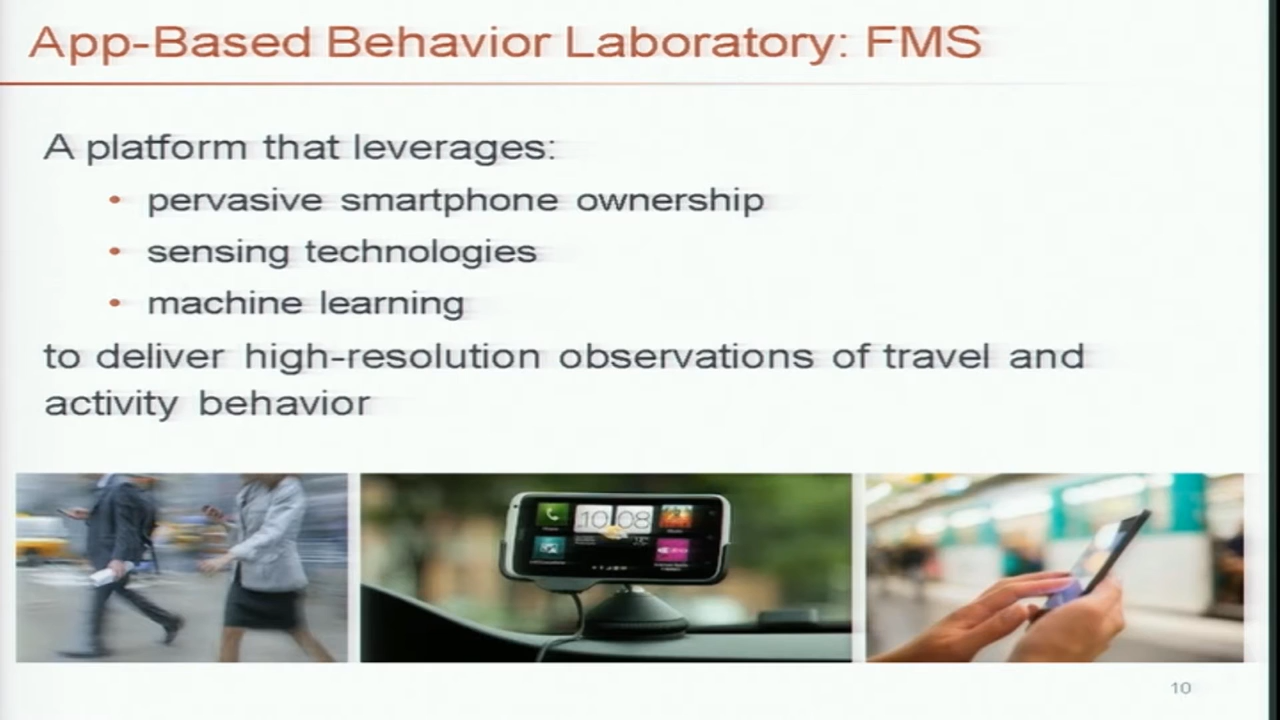 App-Based Behavior Laboratory: FMS
A platform that leverages:
• pervasive smartphone ownership
• sensing technologies
• machine learning
to deliver high-resolution observations of travel and
activity behavior
10:08
10